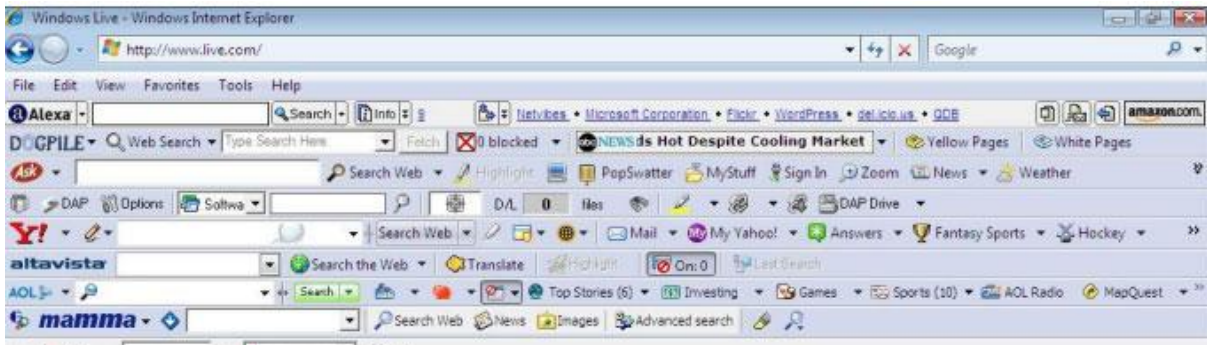 Windows Live - Windows Internet Explorer
http://www.live.com/ Google
File Edit View Favorites Tools Help
Alexa Search Info Netvibes • Microsoft Corporation • Flickr • WordPress • del.icio.us • amazon.com.
DOGPILE Web Search Type Search Here Fetch 0 blocked NEWS ds Hot Despite Cooling Market Yellow Pages White Pages
Ask Search Web Highlight PopSwatter MyStuff Sign In Zoom News Weather
DAP Options Softwa D/L 0 files DAP Drive
Y! Search Web Mail My Yahoo! Answers Fantasy Sports Hockey
altavista Search the Web Translate Highlight On: 0 Last Search
AOL Search Top Stories (6) Investing Games Sports (10) AOL Radio MapQuest
mamma Search Web News Images Advanced search